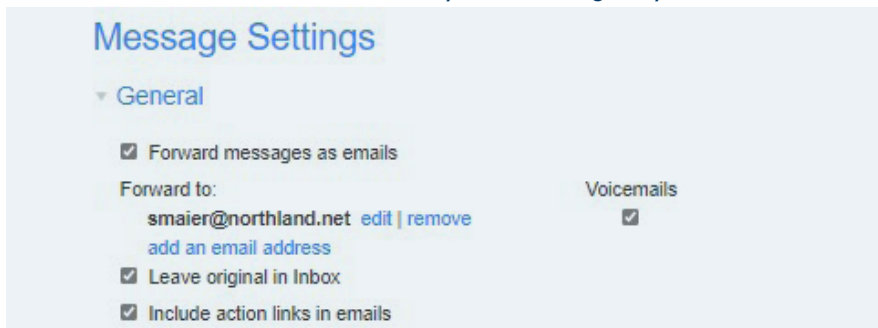 Message Settings
General
Forward messages as emails
Forward to: Voicemails
smaier@northland.net edit | remove
add an email address
Leave original in Inbox
Include action links in emails